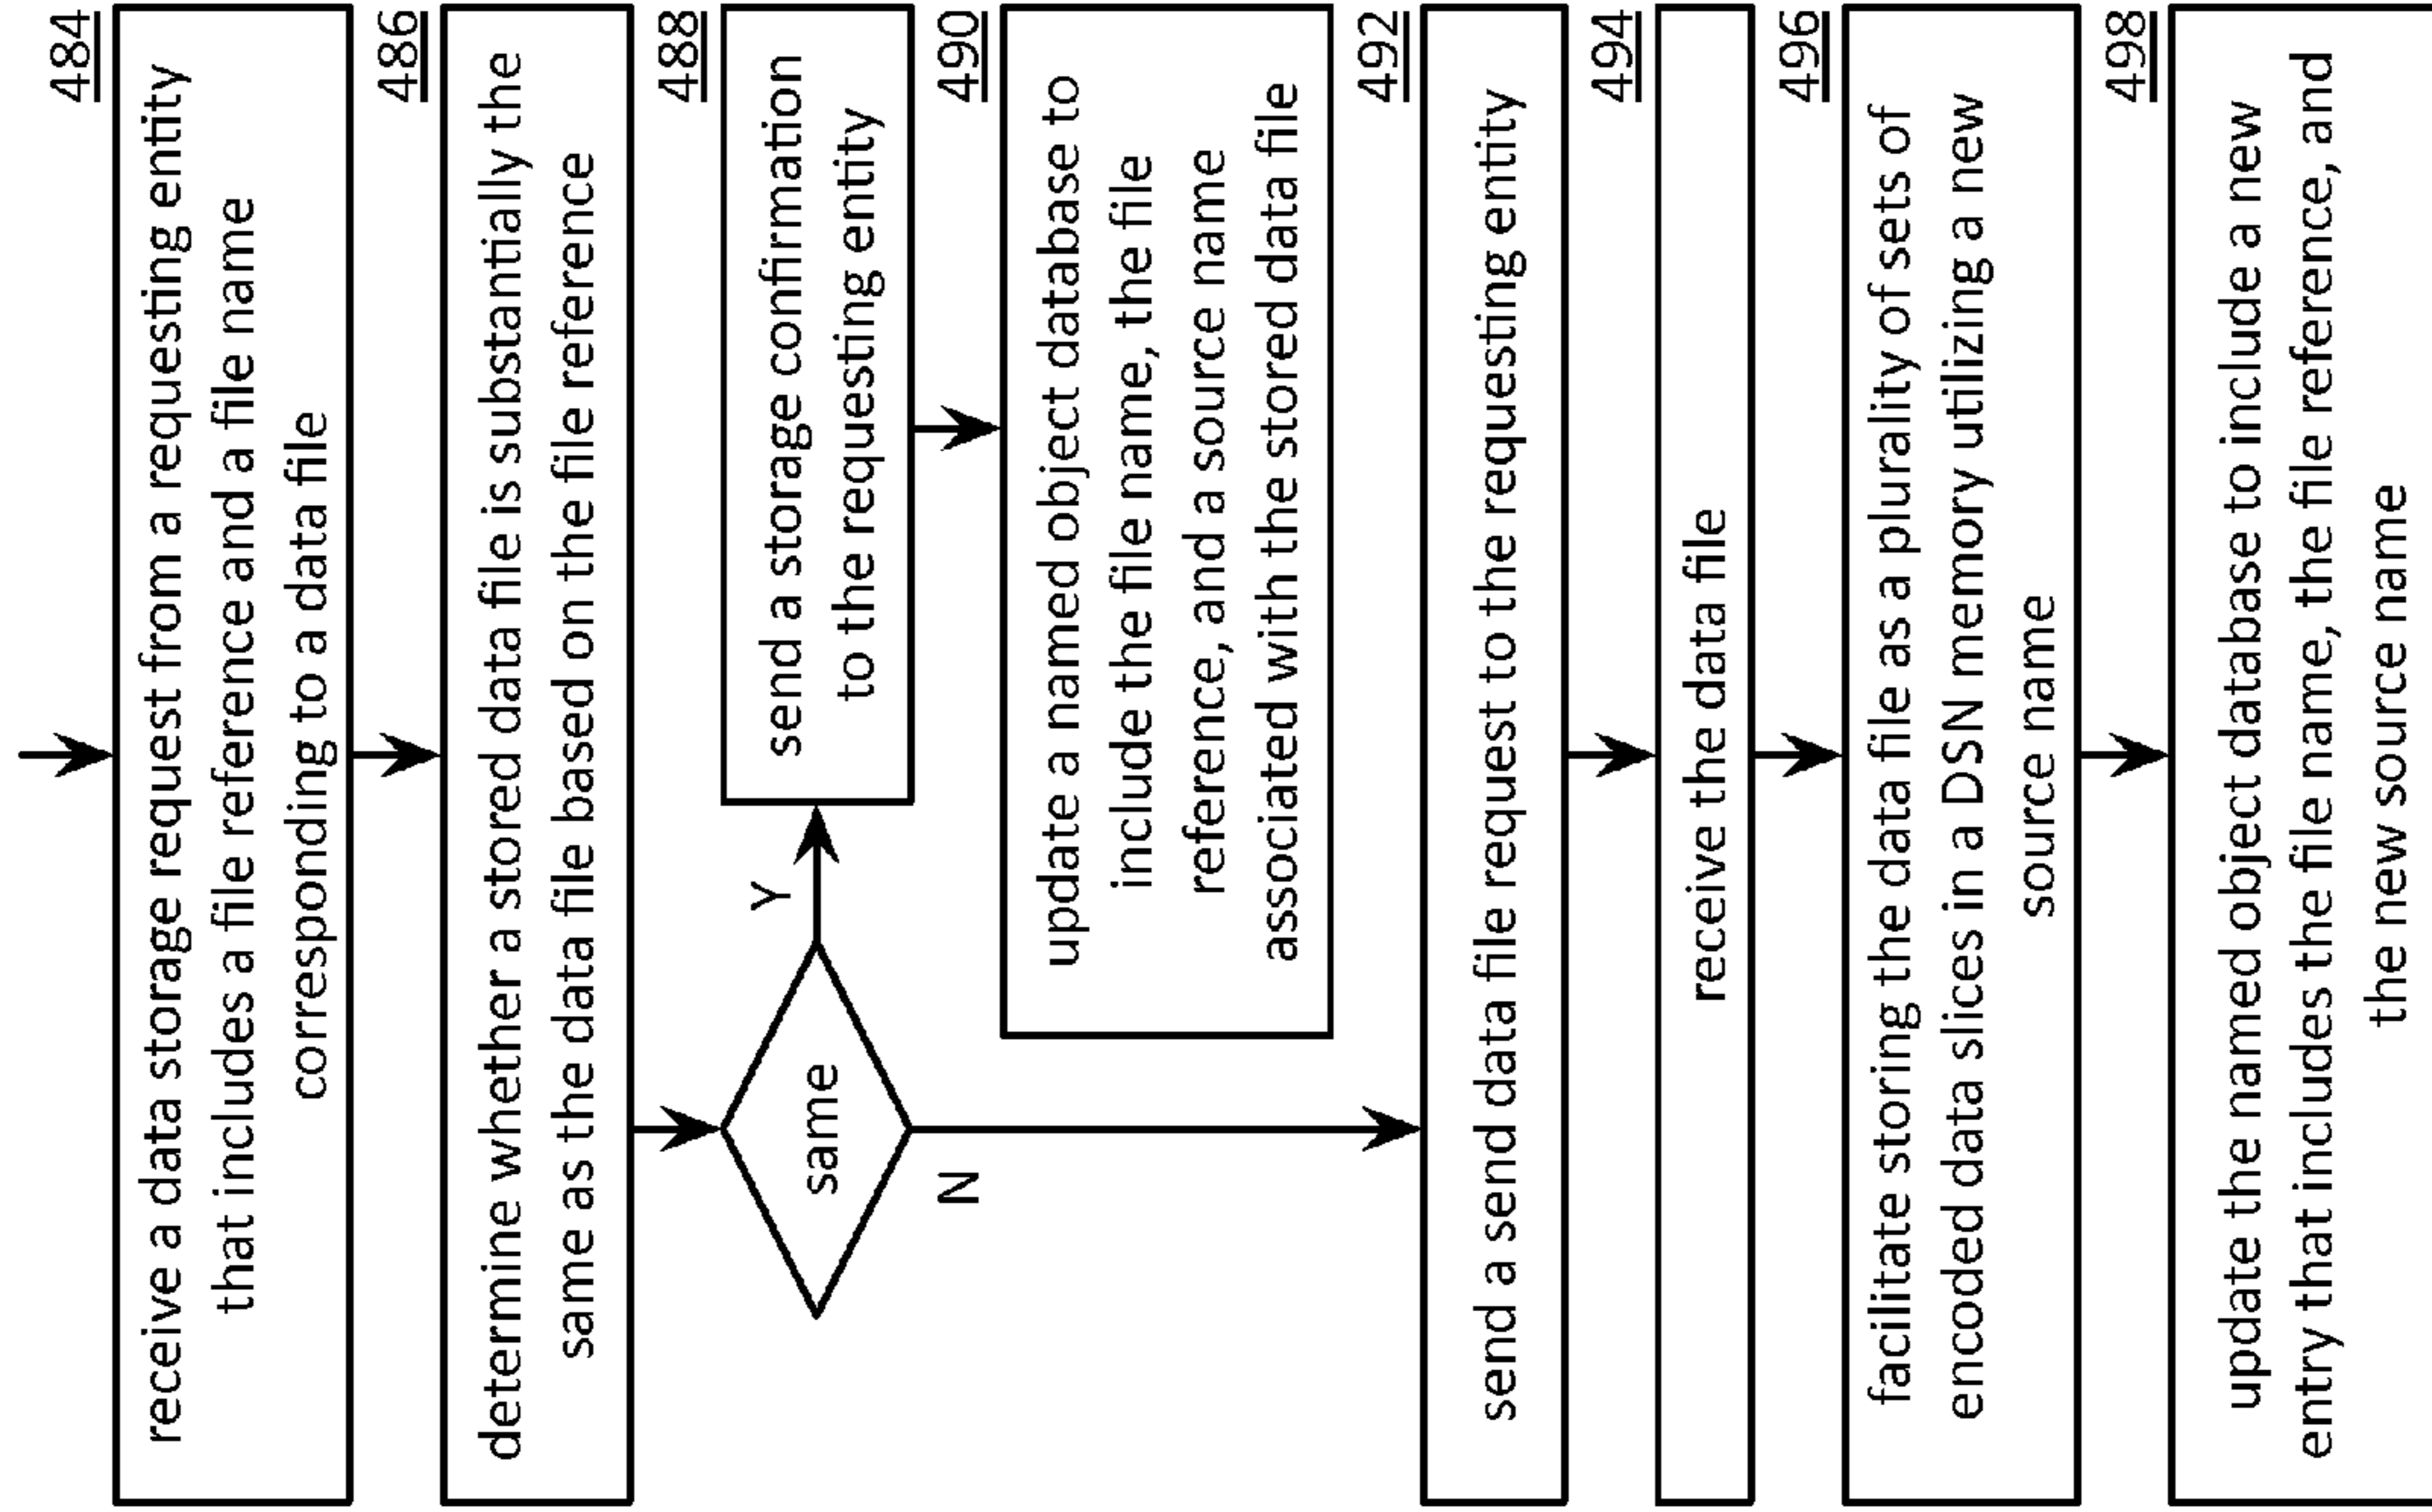 484
receive a data storage request from a requesting entity
that includes a file reference and a file name
corresponding to a data file
486
determine whether a stored data file is substantially the
same as the data file based on the file reference
same
Y
N
488
send a storage confirmation
to the requesting entity
490
update a named object database to
include the file name, the file
reference, and a source name
associated with the stored data file
492
send a send data file request to the requesting entity
494
receive the data file
496
facilitate storing the data file as a plurality of sets of
encoded data slices in a DSN memory utilizing a new
source name
498
update the named object database to include a new
entry that includes the file name, the file reference, and
the new source name